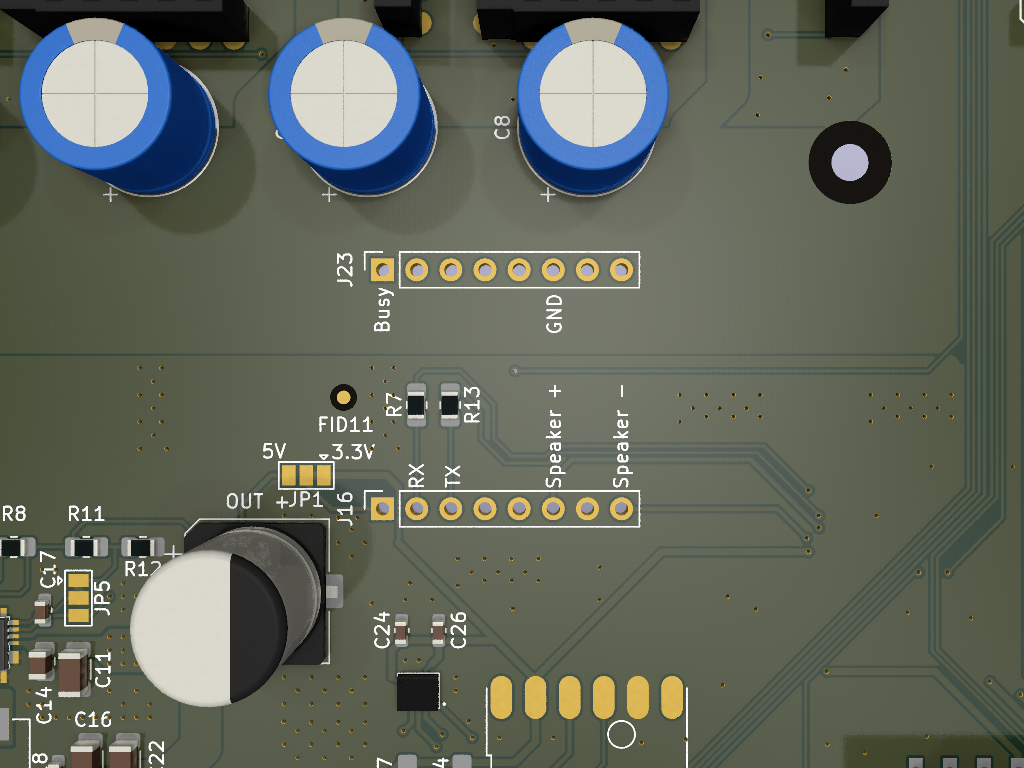 C8
J23
Busy
GND
R7
R13
FID11
5V
3.3V
Speaker +
Speaker -
RX
TX
OUT +
JP1
J16
R8
R11
R12
C17
JP5
C24
C26
C11
C14
C16